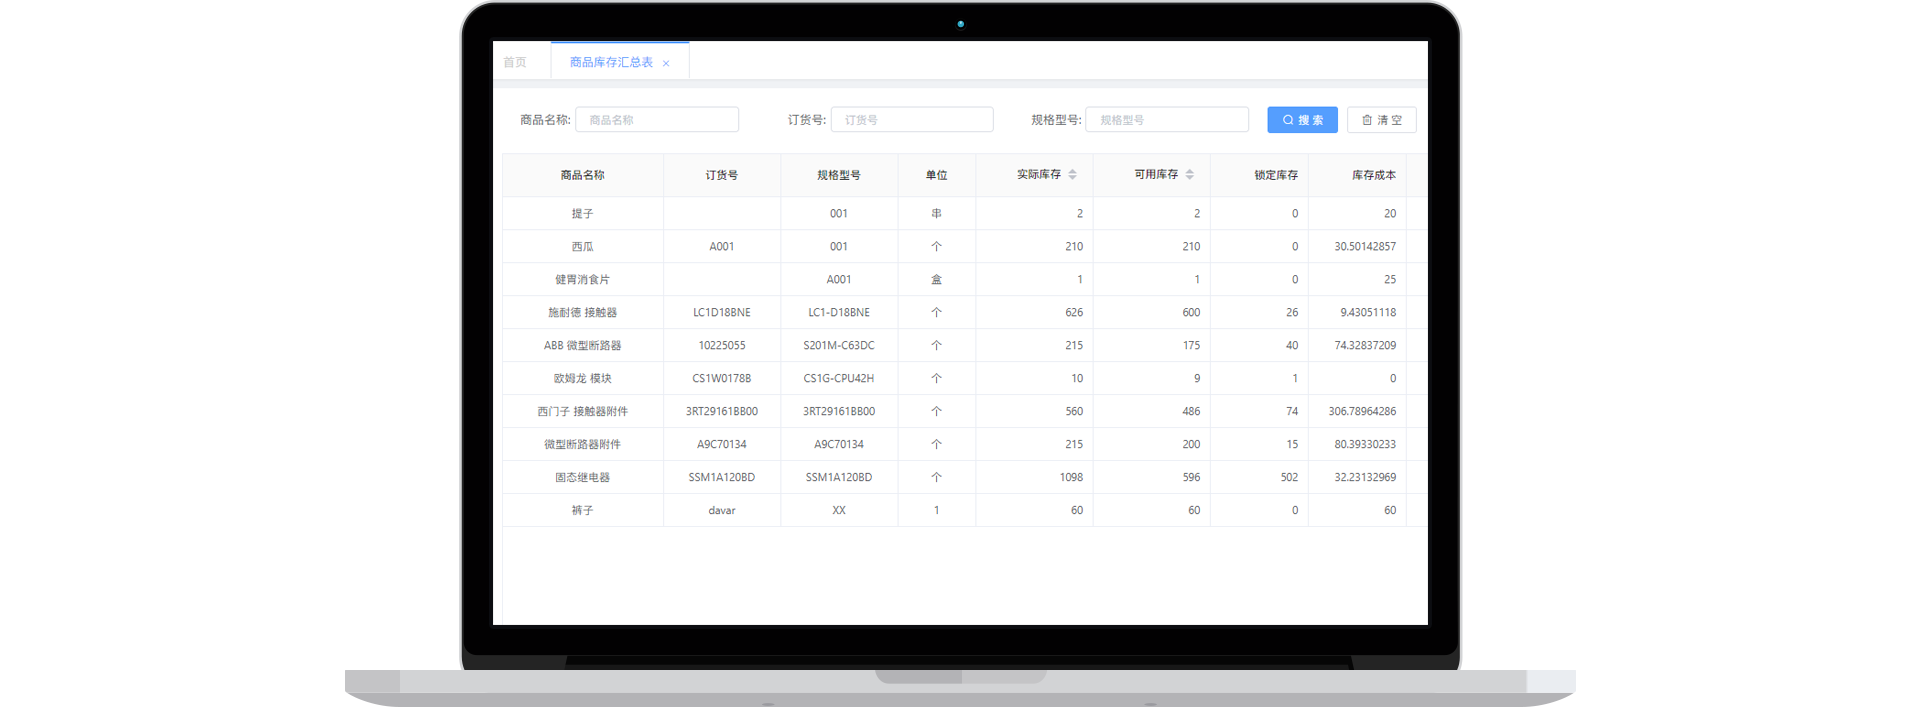 首页 商品库存汇总表 ×
商品名称: 商品名称 订货号: 订货号 规格型号: 规格型号 搜索 清空
商品名称 订货号 规格型号 单位 实际库存 可用库存 锁定库存 库存成本
提子 001 串 2 2 0 20
西瓜 A001 001 个 210 210 0 30.50142857
健胃消食片 A001 盒 1 1 0 25
施耐德 接触器 LC1D18BNE LC1-D18BNE 个 626 600 26 9.43051118
ABB 微型断路器 10225055 S201M-C63DC 个 215 175 40 74.32837209
欧姆龙 模块 CS1W0178B CS1G-CPU42H 个 10 9 1 0
西门子 接触器附件 3RT29161BB00 3RT29161BB00 个 560 486 74 306.78964286
微型断路器附件 A9C70134 A9C70134 个 215 200 15 80.39330233
固态继电器 SSM1A120BD SSM1A120BD 个 1098 596 502 32.23132969
裤子 davar XX 1 60 60 0 60